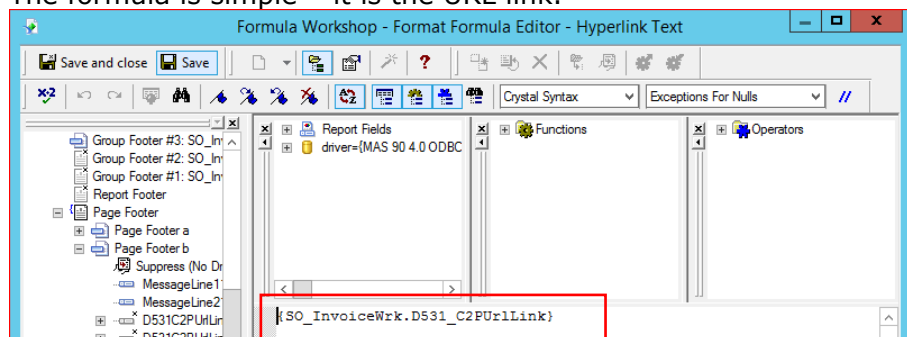 The formula is simple – it is the URL link.
Formula Workshop - Format Formula Editor - Hyperlink Text
Save and close Save
X+2 Crystal Syntax Exceptions For Nulls //
Group Footer #3: SO_In
Group Footer #2: SO_In
Group Footer #1: SO_In
Report Footer
Page Footer
Page Footer a
Page Footer b
Suppress (No Dr
MessageLine1
MessageLine2
D531C2PUrlLin
D531C2PUrlLin
Report Fields
driver={MAS 90 4.0 ODBC
Functions
Operators
{SO_InvoiceWrk.D531_C2PUrlLink}